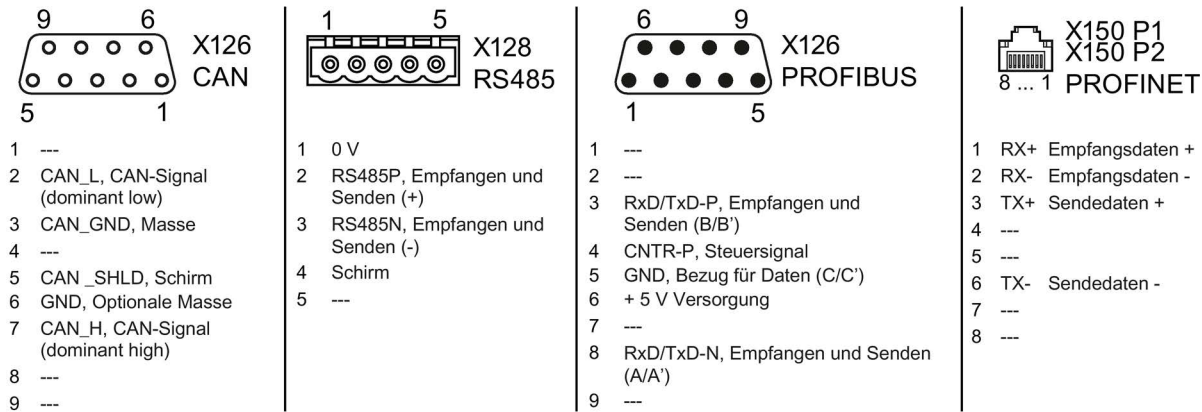 9 6
X126
CAN
5 1
1 ---
2 CAN_L, CAN-Signal
(dominant low)
3 CAN_GND, Masse
4 ---
5 CAN _SHLD, Schirm
6 GND, Optionale Masse
7 CAN_H, CAN-Signal
(dominant high)
8 ---
9 ---
1 5
X128
RS485
1 0 V
2 RS485P, Empfangen und
Senden (+)
3 RS485N, Empfangen und
Senden (-)
4 Schirm
5 ---
6 9
X126
PROFIBUS
1 5
1 ---
2 ---
3 RxD/TxD-P, Empfangen und
Senden (B/B’)
4 CNTR-P, Steuersignal
5 GND, Bezug für Daten (C/C’)
6 + 5 V Versorgung
7 ---
8 RxD/TxD-N, Empfangen und Senden
(A/A’)
9 ---
X150 P1
X150 P2
8 ... 1 PROFINET
1 RX+ Empfangsdaten +
2 RX- Empfangsdaten -
3 TX+ Sendedaten +
4 ---
5 ---
6 TX- Sendedaten -
7 ---
8 ---